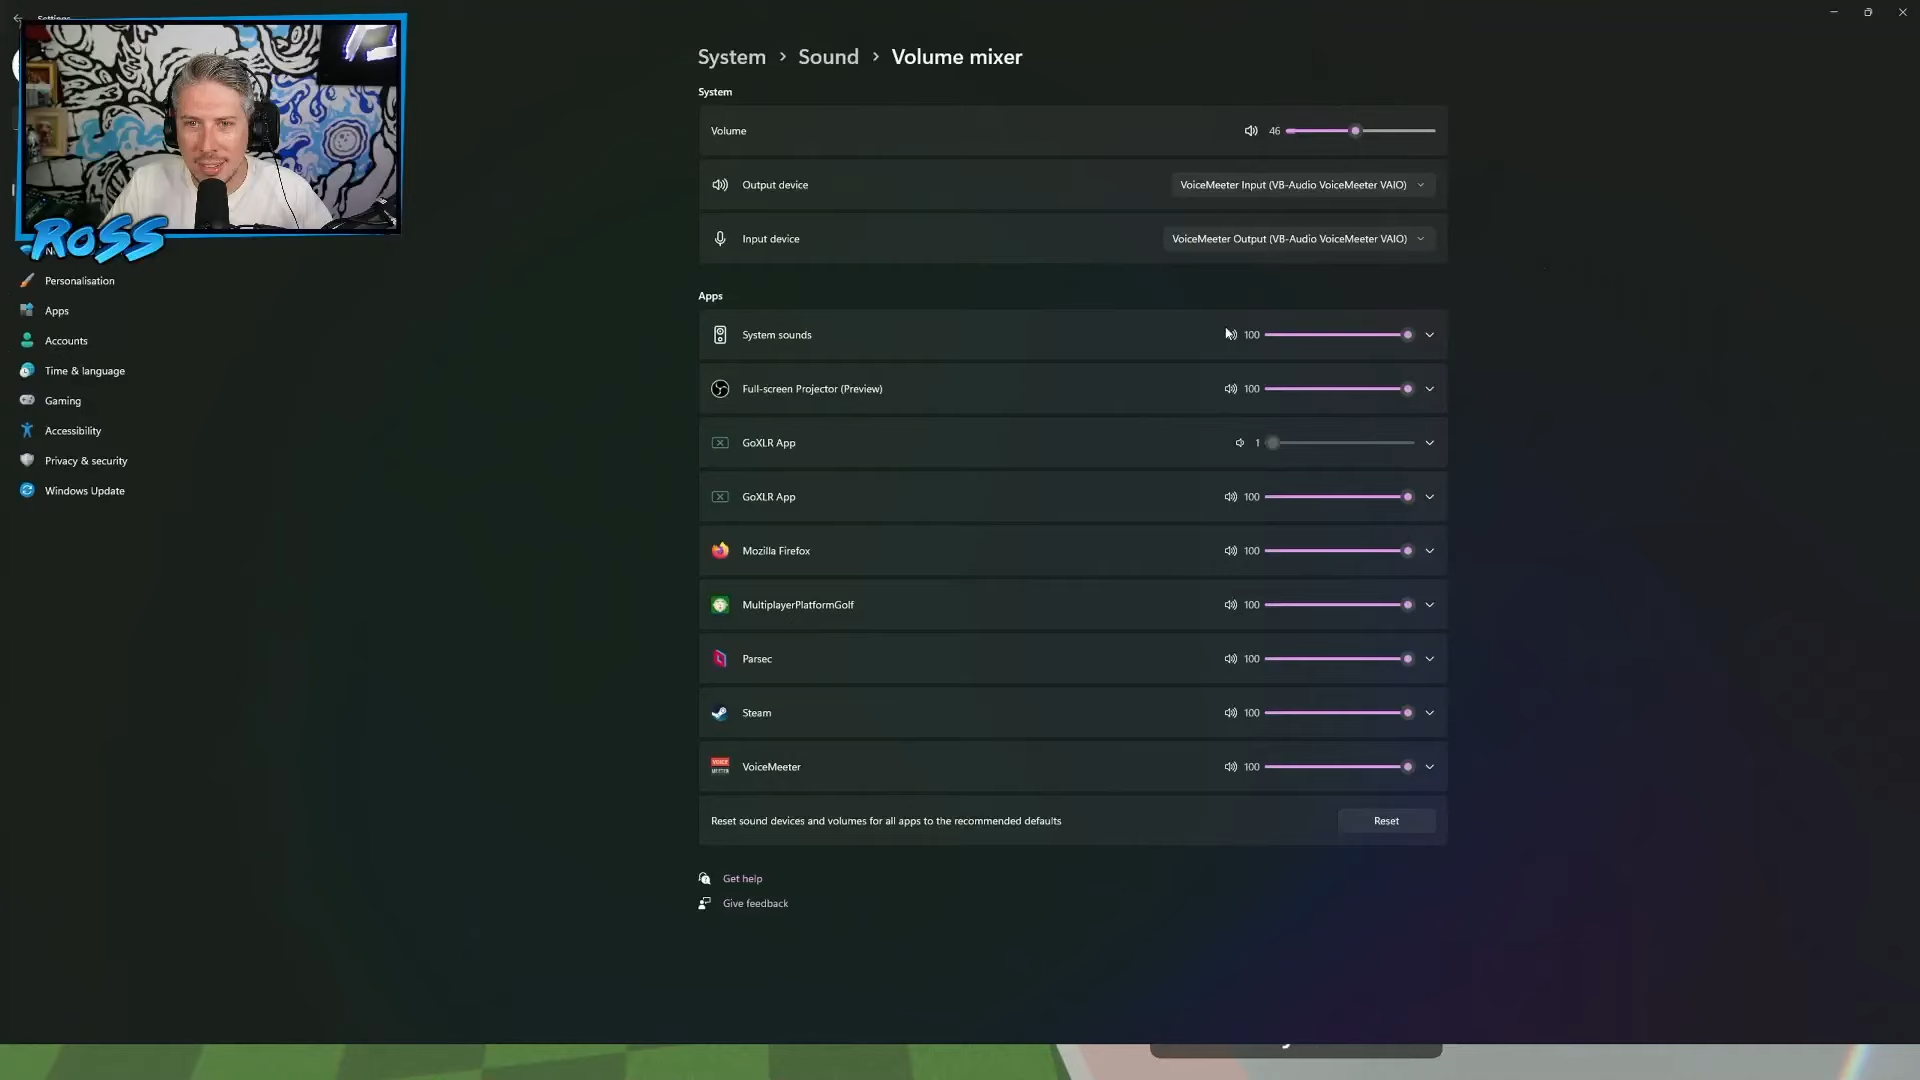 System > Sound > Volume mixer
System
Volume
46
Output device
VoiceMeeter Input (VB-Audio VoiceMeeter VAIO)
Input device
VoiceMeeter Output (VB-Audio VoiceMeeter VAIO)
ROSS
Personalisation
Apps
Accounts
Time & language
Gaming
Accessibility
Privacy & security
Windows Update
Apps
System sounds
100
Full-screen Projector (Preview)
100
GoXLR App
1
GoXLR App
100
Mozilla Firefox
100
MultiplayerPlatformGolf
100
Parsec
100
Steam
100
VOICE MEETER
VoiceMeeter
100
Reset sound devices and volumes for all apps to the recommended defaults
Reset
Get help
Give feedback